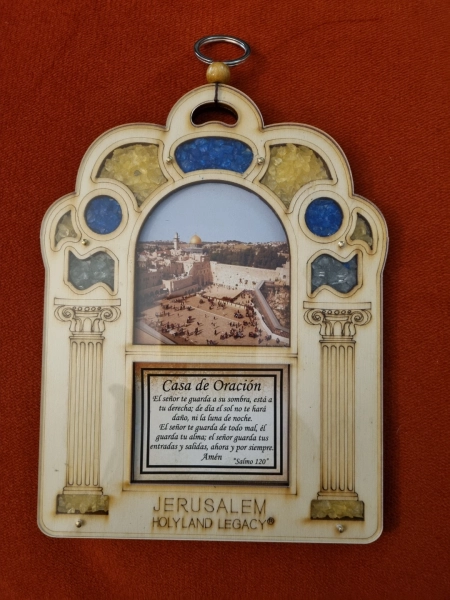 Casa de Oración
El señor te guarda a su sombra, está a
tu derecha; de día el sol no te hará
daño, ni la luna de noche.
El señor te guarda de todo mal, él
guarda tu alma; el señor guarda tus
entradas y salidas, ahora y por siempre.
Amén
"Salmo 120"
JERUSALEM
HOLYLAND LEGACY®